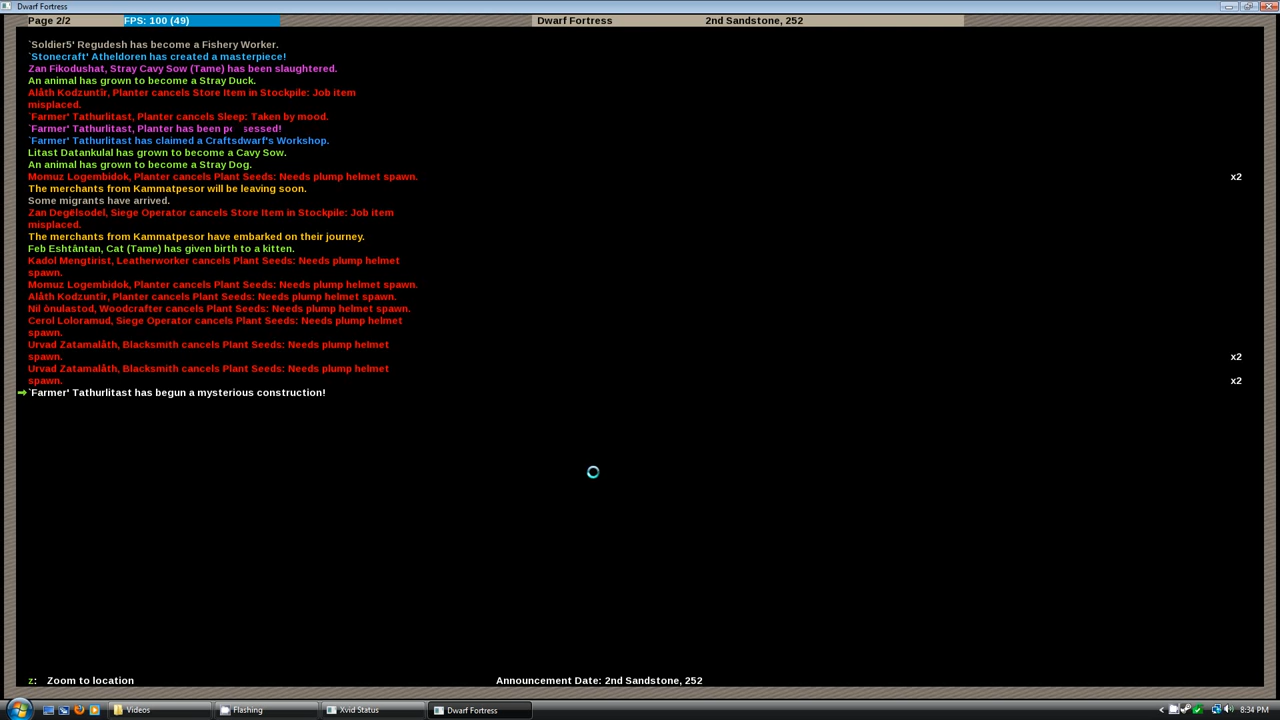 Dwarf Fortress
Page 2/2 FPS: 100 (49) Dwarf Fortress 2nd Sandstone, 252
`Soldier5' Regudesh has become a Fishery Worker.
`Stonecraft' Atheldoren has created a masterpiece!
Zan Fikodushat, Stray Cavy Sow (Tame) has been slaughtered.
An animal has grown to become a Stray Duck.
Alåth Kodzuntîr, Planter cancels Store Item in Stockpile: Job item
misplaced.
`Farmer' Tathurlitast, Planter cancels Sleep: Taken by mood.
`Farmer' Tathurlitast, Planter has been po sessed!
`Farmer' Tathurlitast has claimed a Craftsdwarf's Workshop.
Litast Datankulal has grown to become a Cavy Sow.
An animal has grown to become a Stray Dog.
Momuz Logembidok, Planter cancels Plant Seeds: Needs plump helmet spawn. x2
The merchants from Kammatpesor will be leaving soon.
Some migrants have arrived.
Zan Degëlsodel, Siege Operator cancels Store Item in Stockpile: Job item
misplaced.
The merchants from Kammatpesor have embarked on their journey.
Feb Eshtântan, Cat (Tame) has given birth to a kitten.
Kadol Mengtirist, Leatherworker cancels Plant Seeds: Needs plump helmet
spawn.
Momuz Logembidok, Planter cancels Plant Seeds: Needs plump helmet spawn.
Alåth Kodzuntîr, Planter cancels Plant Seeds: Needs plump helmet spawn.
Nil ònulastod, Woodcrafter cancels Plant Seeds: Needs plump helmet spawn.
Cerol Loloramud, Siege Operator cancels Plant Seeds: Needs plump helmet
spawn.
Urvad Zatamalåth, Blacksmith cancels Plant Seeds: Needs plump helmet
spawn. x2
Urvad Zatamalåth, Blacksmith cancels Plant Seeds: Needs plump helmet
spawn. x2
`Farmer' Tathurlitast has begun a mysterious construction!
z: Zoom to location Announcement Date: 2nd Sandstone, 252
Videos Flashing Xvid Status Dwarf Fortress 8:34 PM